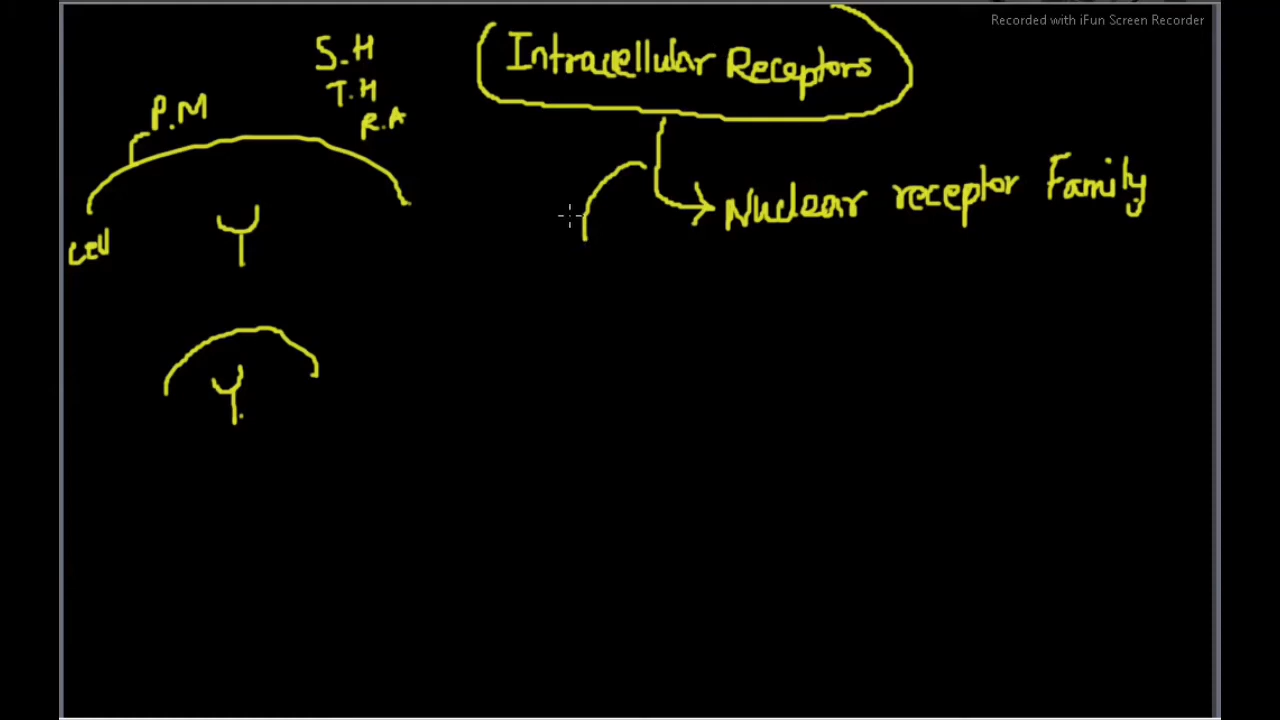 Recorded with iFun Screen Recorder
S.H
T.H
R.A
P.M
Cell
Intracellular Receptors
Nuclear receptor Family